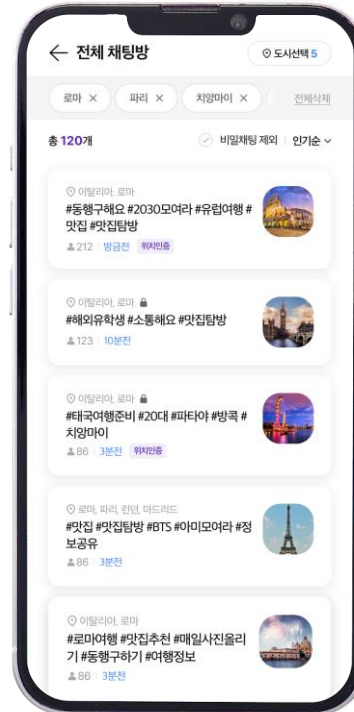 전체 채팅방
도시선택 5
로마 × 파리 × 치앙마이 × 전체삭제
총 120개 비밀채팅 제외 인기순
이탈리아, 로마
#동행구해요 #2030모여라 #유럽여행 #
맛집 #맛집탐방
212 방금전 위치인증
이탈리아, 로마
#해외유학생 #소통해요 #맛집탐방
123 10분전
이탈리아, 로마
#태국여행준비 #20대 #파타야 #방콕 #
치앙마이
86 3분전 위치인증
로마, 파리, 런던, 마드리드
#맛집 #맛집탐방 #BTS #아미모여라 #정
보공유
86 3분전
이탈리아, 로마
#로마여행 #맛집추천 #매일사진올리
기 #동행구하기 #여행정보
86 3분전